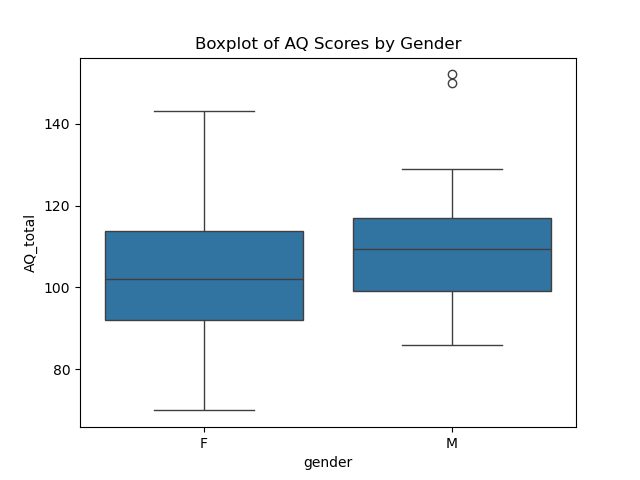 Boxplot of AQ Scores by Gender
140
120
100
80
AQ_total
F
M
gender